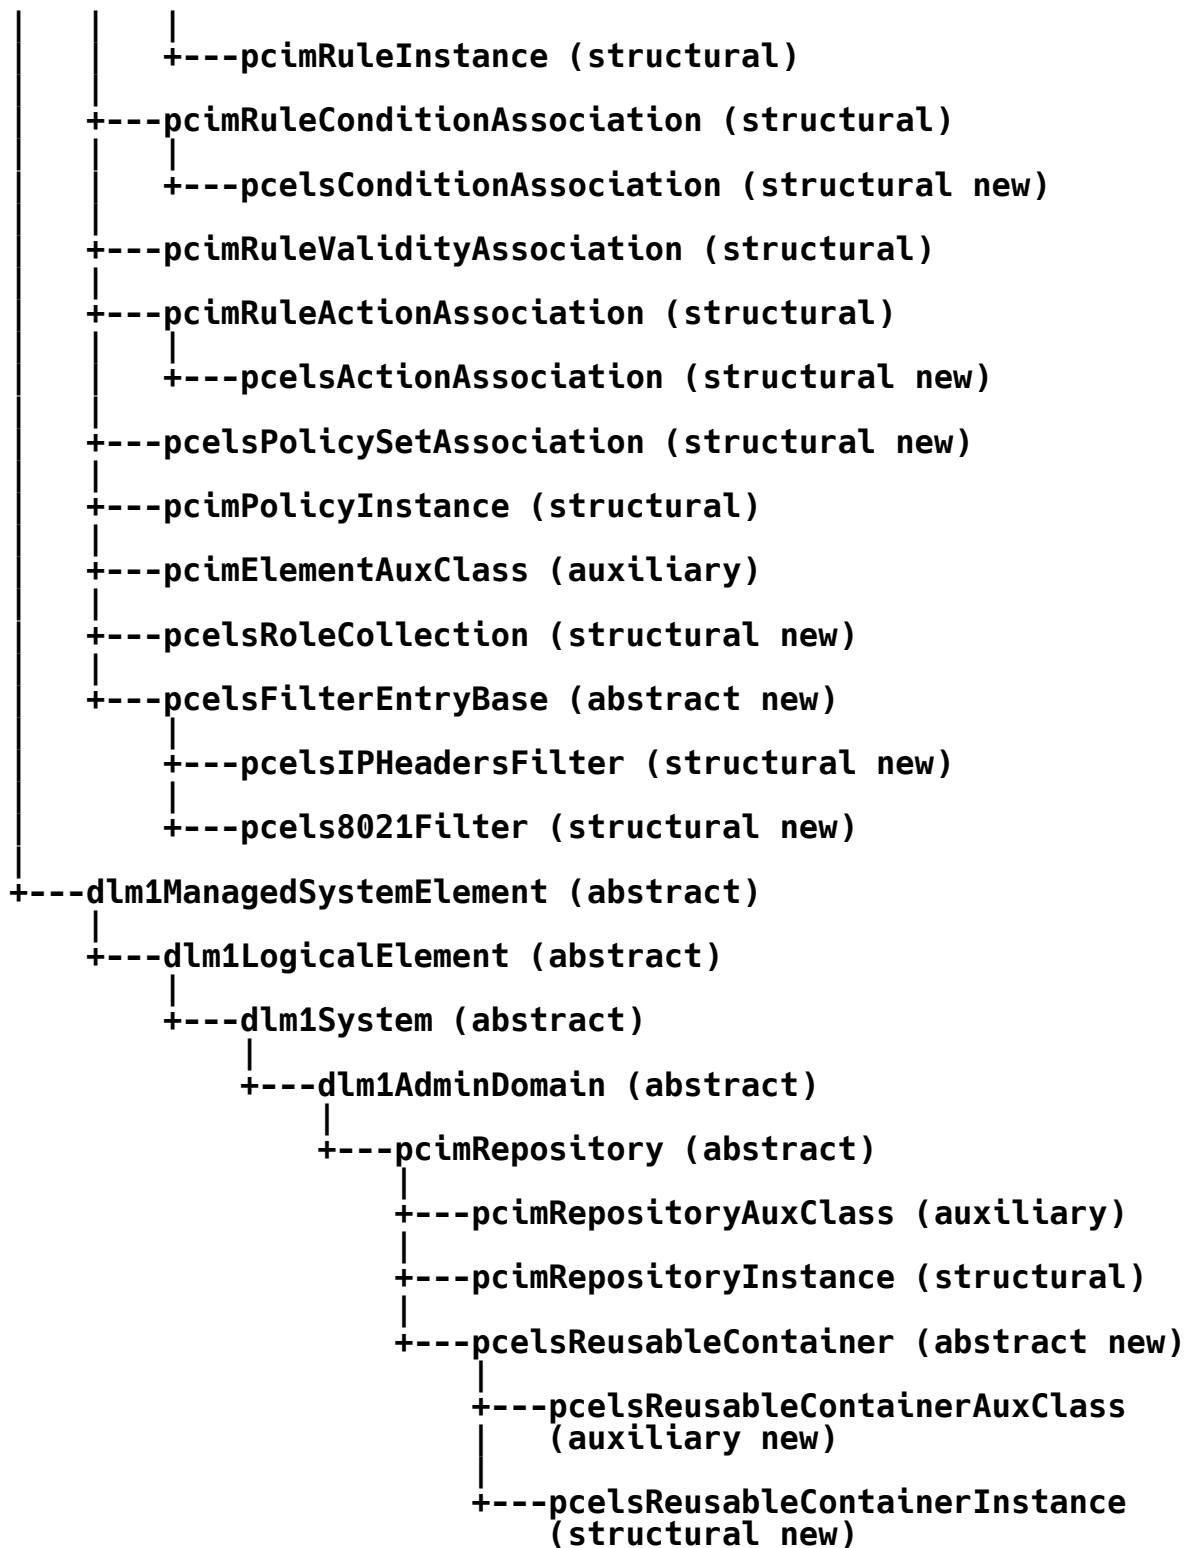 |   |   |
|   |   +---pcimRuleInstance (structural)
|   |
|   +---pcimRuleConditionAssociation (structural)
|   |   |
|   |   +---pcelsConditionAssociation (structural new)
|   |
|   +---pcimRuleValidityAssociation (structural)
|   |
|   +---pcimRuleActionAssociation (structural)
|   |   |
|   |   +---pcelsActionAssociation (structural new)
|   |
|   +---pcelsPolicySetAssociation (structural new)
|   |
|   +---pcimPolicyInstance (structural)
|   |
|   +---pcimElementAuxClass (auxiliary)
|   |
|   +---pcelsRoleCollection (structural new)
|   |
|   +---pcelsFilterEntryBase (abstract new)
|       |
|       +---pcelsIPHeadersFilter (structural new)
|       |
|       +---pcels8021Filter (structural new)
|
+---dlm1ManagedSystemElement (abstract)
    |
    +---dlm1LogicalElement (abstract)
        |
        +---dlm1System (abstract)
            |
            +---dlm1AdminDomain (abstract)
                |
                +---pcimRepository (abstract)
                    |
                    +---pcimRepositoryAuxClass (auxiliary)
                    |
                    +---pcimRepositoryInstance (structural)
                    |
                    +---pcelsReusableContainer (abstract new)
                        |
                        +---pcelsReusableContainerAuxClass
                        |   (auxiliary new)
                        |
                        +---pcelsReusableContainerInstance
                            (structural new)